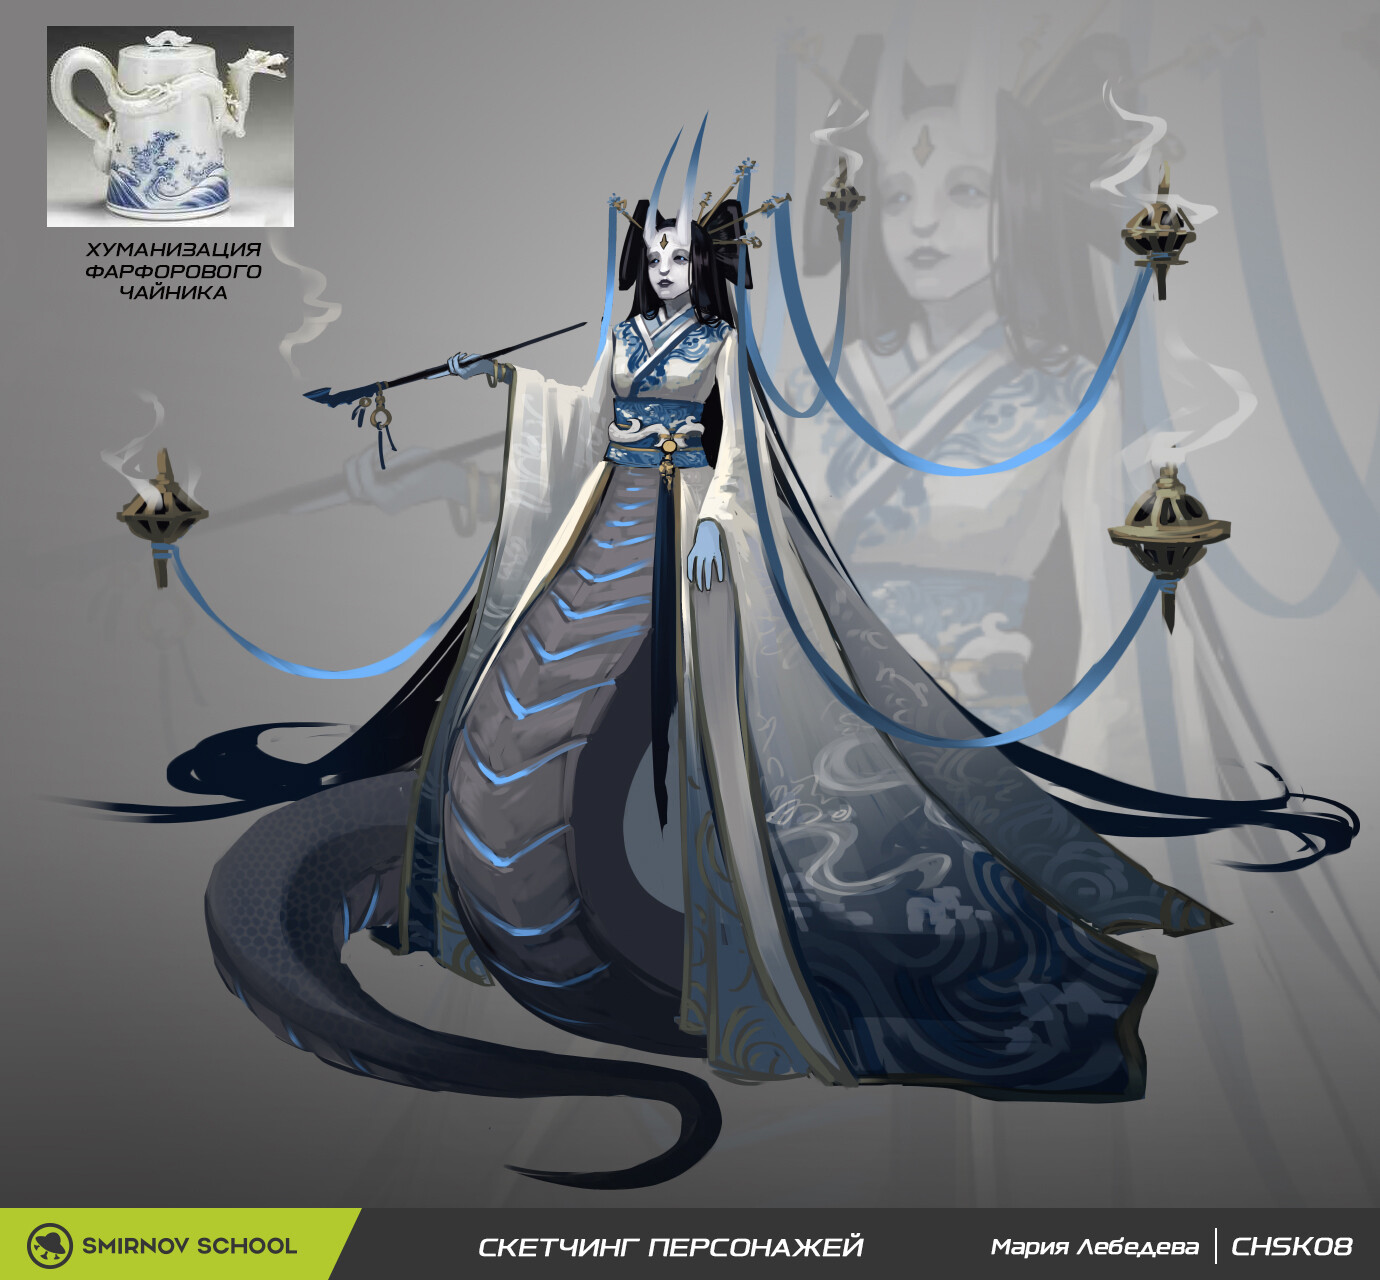 ХУМАНИЗАЦИЯ
ФАРФОРОВОГО
ЧАЙНИКА
SMIRNOV SCHOOL
СКЕТЧИНГ ПЕРСОНАЖЕЙ
Мария Лебедева | CHSK08